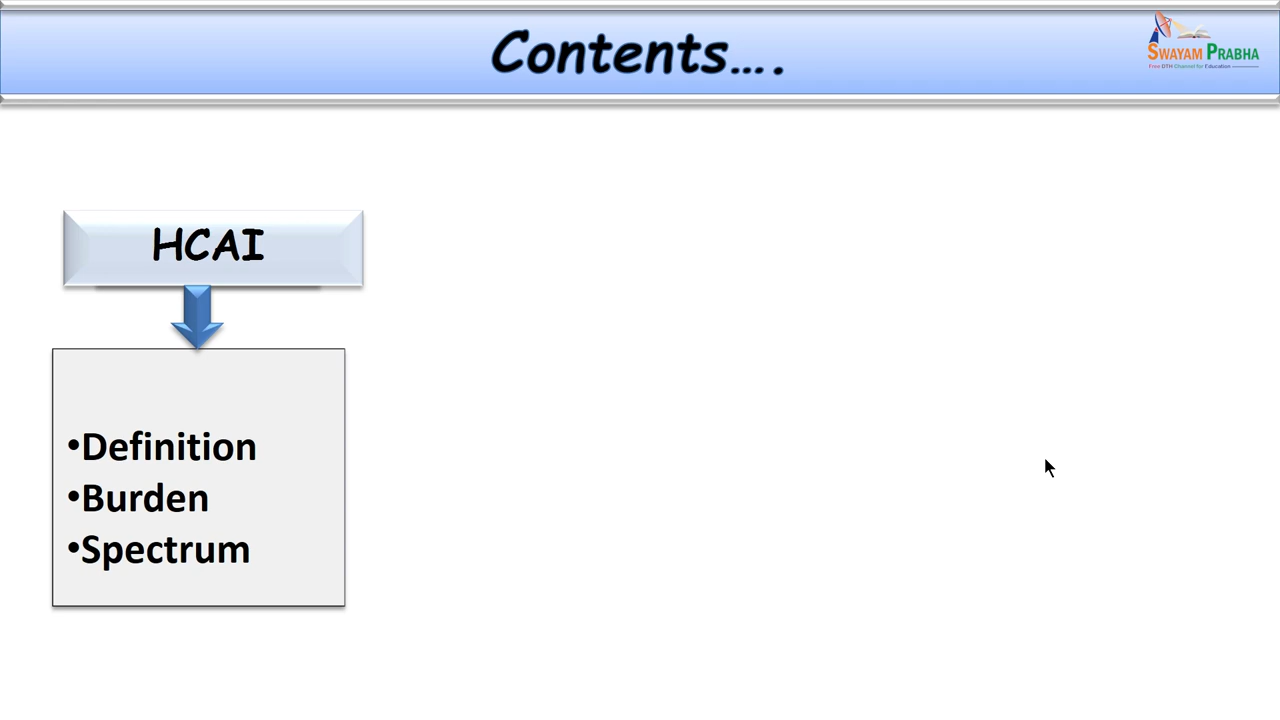 Contents....
SWAYAM PRABHA
Free DTH Channel for Education
HCAI
•Definition
•Burden
•Spectrum